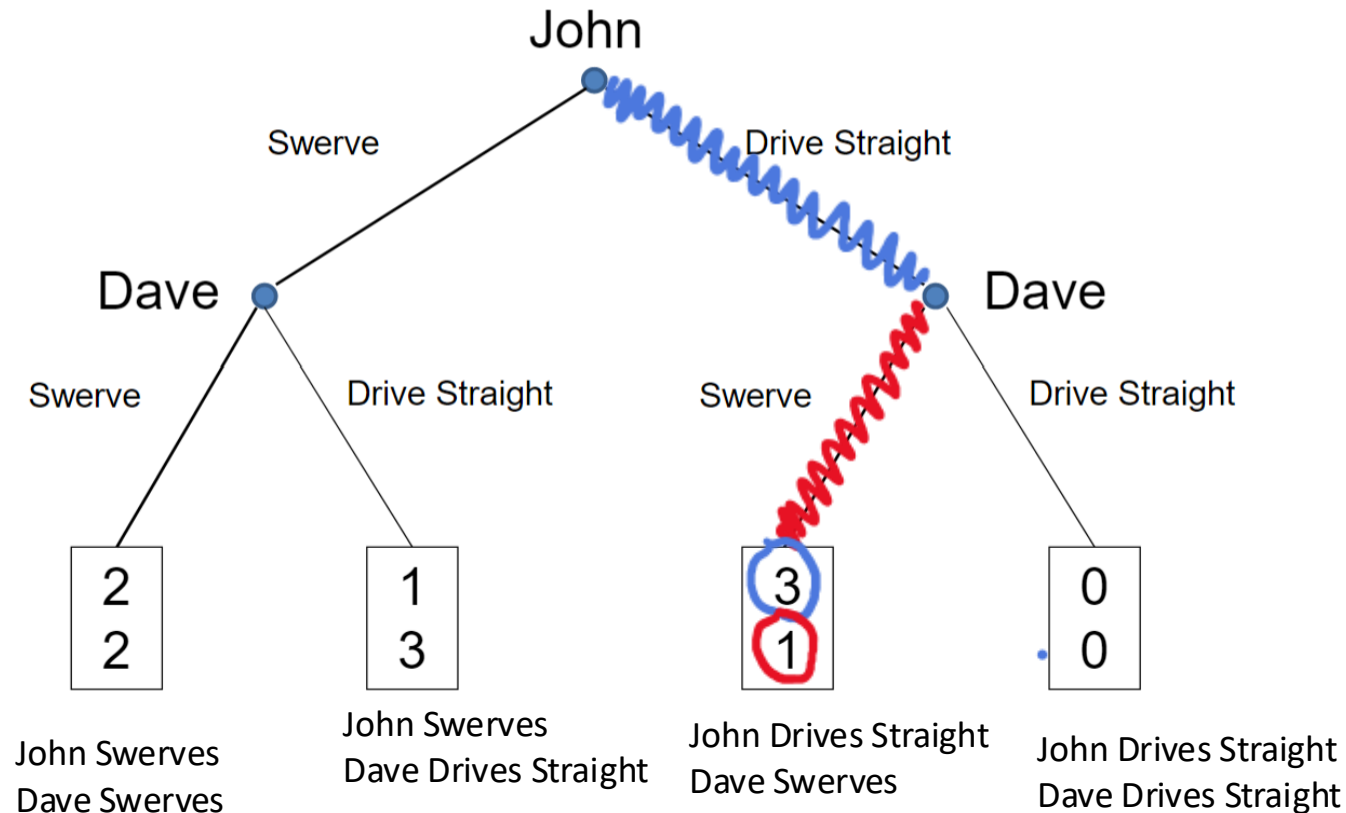 John
Swerve
Drive Straight
Dave
Dave
Swerve
Drive Straight
Swerve
Drive Straight
2
2
1
3
3
1
0
0
John Swerves
Dave Swerves
John Swerves
Dave Drives Straight
John Drives Straight
Dave Swerves
John Drives Straight
Dave Drives Straight